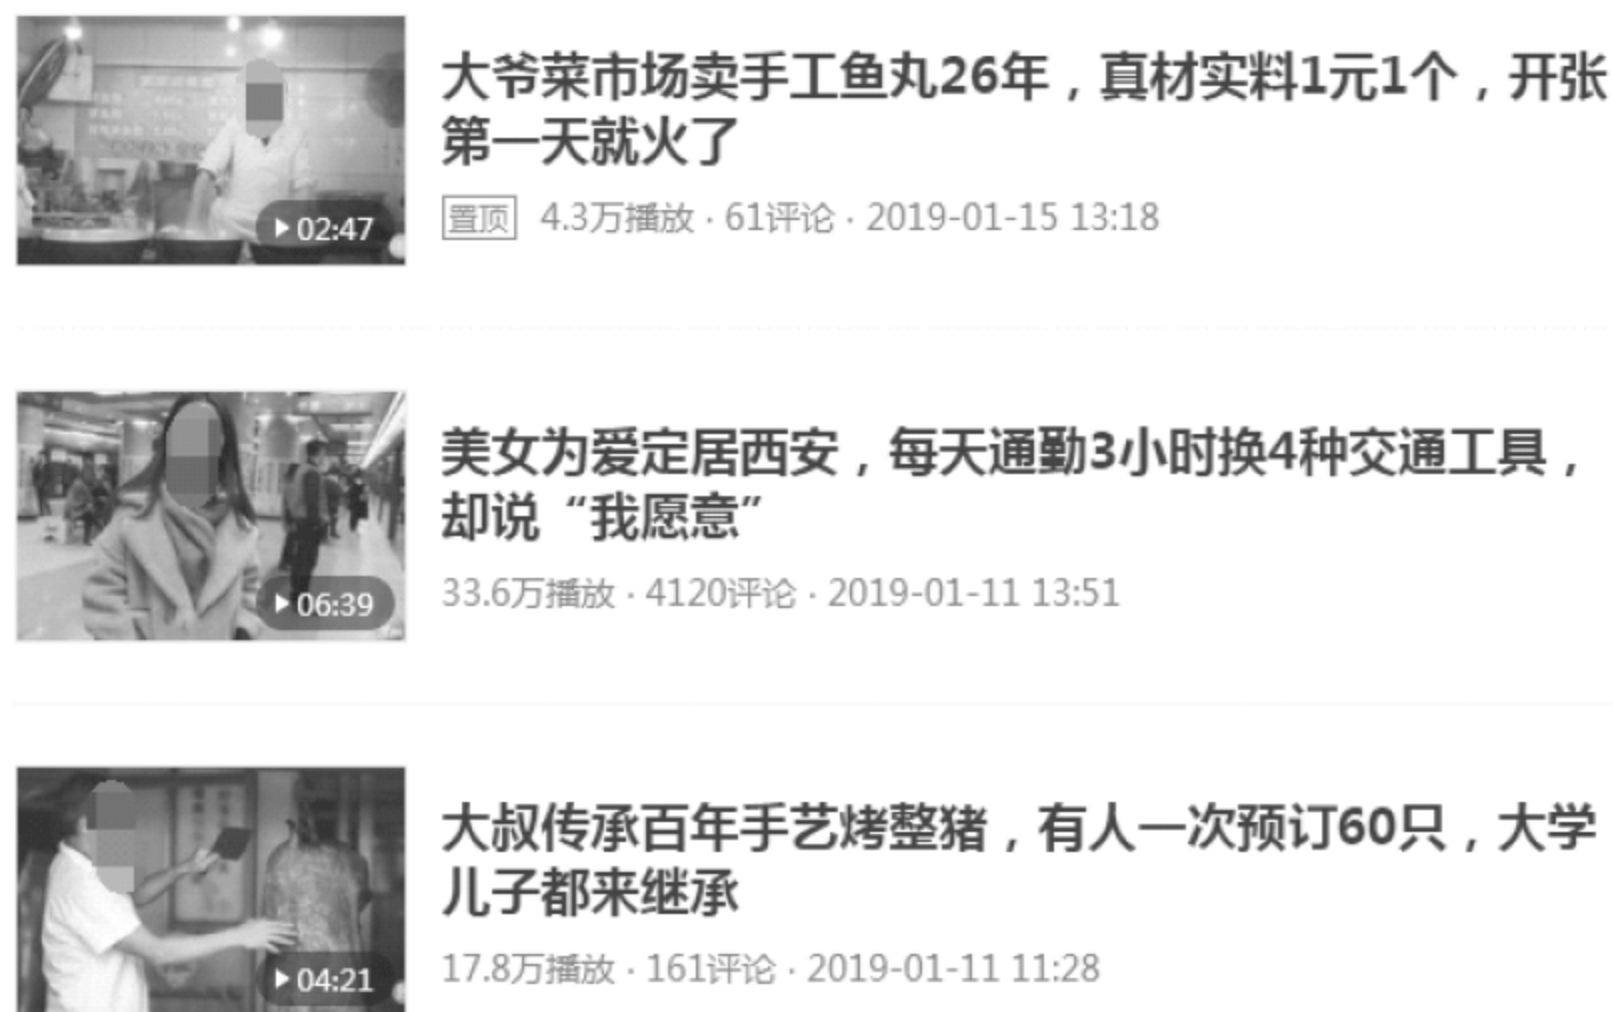 大爷菜市场卖手工鱼丸26年，真材实料1元1个，开张
第一天就火了
置顶 4.3万播放 · 61评论 · 2019-01-15 13:18
02:47
美女为爱定居西安，每天通勤3小时换4种交通工具，
却说“我愿意”
33.6万播放 · 4120评论 · 2019-01-11 13:51
06:39
大叔传承百年手艺烤整猪，有人一次预订60只，大学
儿子都来继承
17.8万播放 · 161评论 · 2019-01-11 11:28
04:21